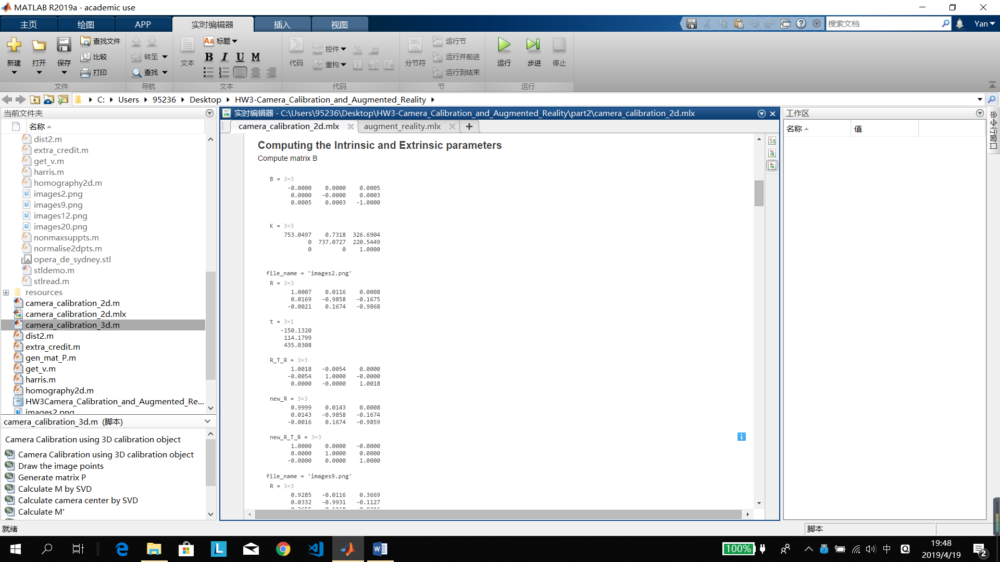 MATLAB R2019a - academic use
主页 绘图 APP 实时编辑器 插入 视图
搜索文档
Yan
新建 打开 保存 查找文件 比较 打印
转至 查找
文本 Aa 标题 B I U M
代码 控件 重构
分节符 运行节 运行并前进 运行到结束
运行 步进 停止
文件 导航 文本 代码 节 运行
C: Users 95236 Desktop HW3-Camera_Calibration_and_Augmented_Reality
当前文件夹
名称
dist2.m
extra_credit.m
get_v.m
harris.m
homography2d.m
images2.png
images9.png
images12.png
images20.png
nonmaxsuppts.m
normalise2dpts.m
opera_de_sydney.stl
stldemo.m
stlread.m
resources
camera_calibration_2d.m
camera_calibration_2d.mlx
camera_calibration_3d.m
dist2.m
extra_credit.m
gen_mat_P.m
get_v.m
harris.m
homography2d.m
HW3Camera_Calibration_and_Augmented_Re...
images2.png
camera_calibration_3d.m (脚本)
Camera Calibration using 3D calibration object
Camera Calibration using 3D calibration object
Draw the image points
Generate matrix P
Calculate M by SVD
Calculate camera center by SVD
Calculate M'
实时编辑器 - C:\Users\95236\Desktop\HW3-Camera_Calibration_and_Augmented_Reality\part2\camera_calibration_2d.mlx
camera_calibration_2d.mlx augment_reality.mlx
Computing the Intrinsic and Extrinsic parameters
Compute matrix B
B = 3×3
-0.0000 0.0000 0.0005
0.0000 -0.0000 0.0003
0.0005 0.0003 -1.0000
K = 3×3
753.0497 0.7318 326.6904
0 737.0727 220.5449
0 0 1.0000
file_name = 'images2.png'
R = 3×3
1.0007 0.0116 0.0008
0.0169 -0.9858 -0.1675
-0.0021 0.1674 -0.9868
t = 3×1
-150.1320
114.1799
435.0308
R_T_R = 3×3
1.0018 -0.0054 0.0000
-0.0054 1.0000 -0.0000
0.0000 -0.0000 1.0018
new_R = 3×3
0.9999 0.0143 0.0008
0.0143 -0.9858 -0.1674
-0.0016 0.1674 -0.9859
new_R_T_R = 3×3
1.0000 0.0000 -0.0000
0.0000 1.0000 0.0000
-0.0000 0.0000 1.0000
file_name = 'images9.png'
R = 3×3
0.9285 -0.0116 0.3669
0.0332 -0.9931 -0.1127
工作区
名称 值
命令行窗口
就绪
脚本
100%
中
19:48
2019/4/19
2